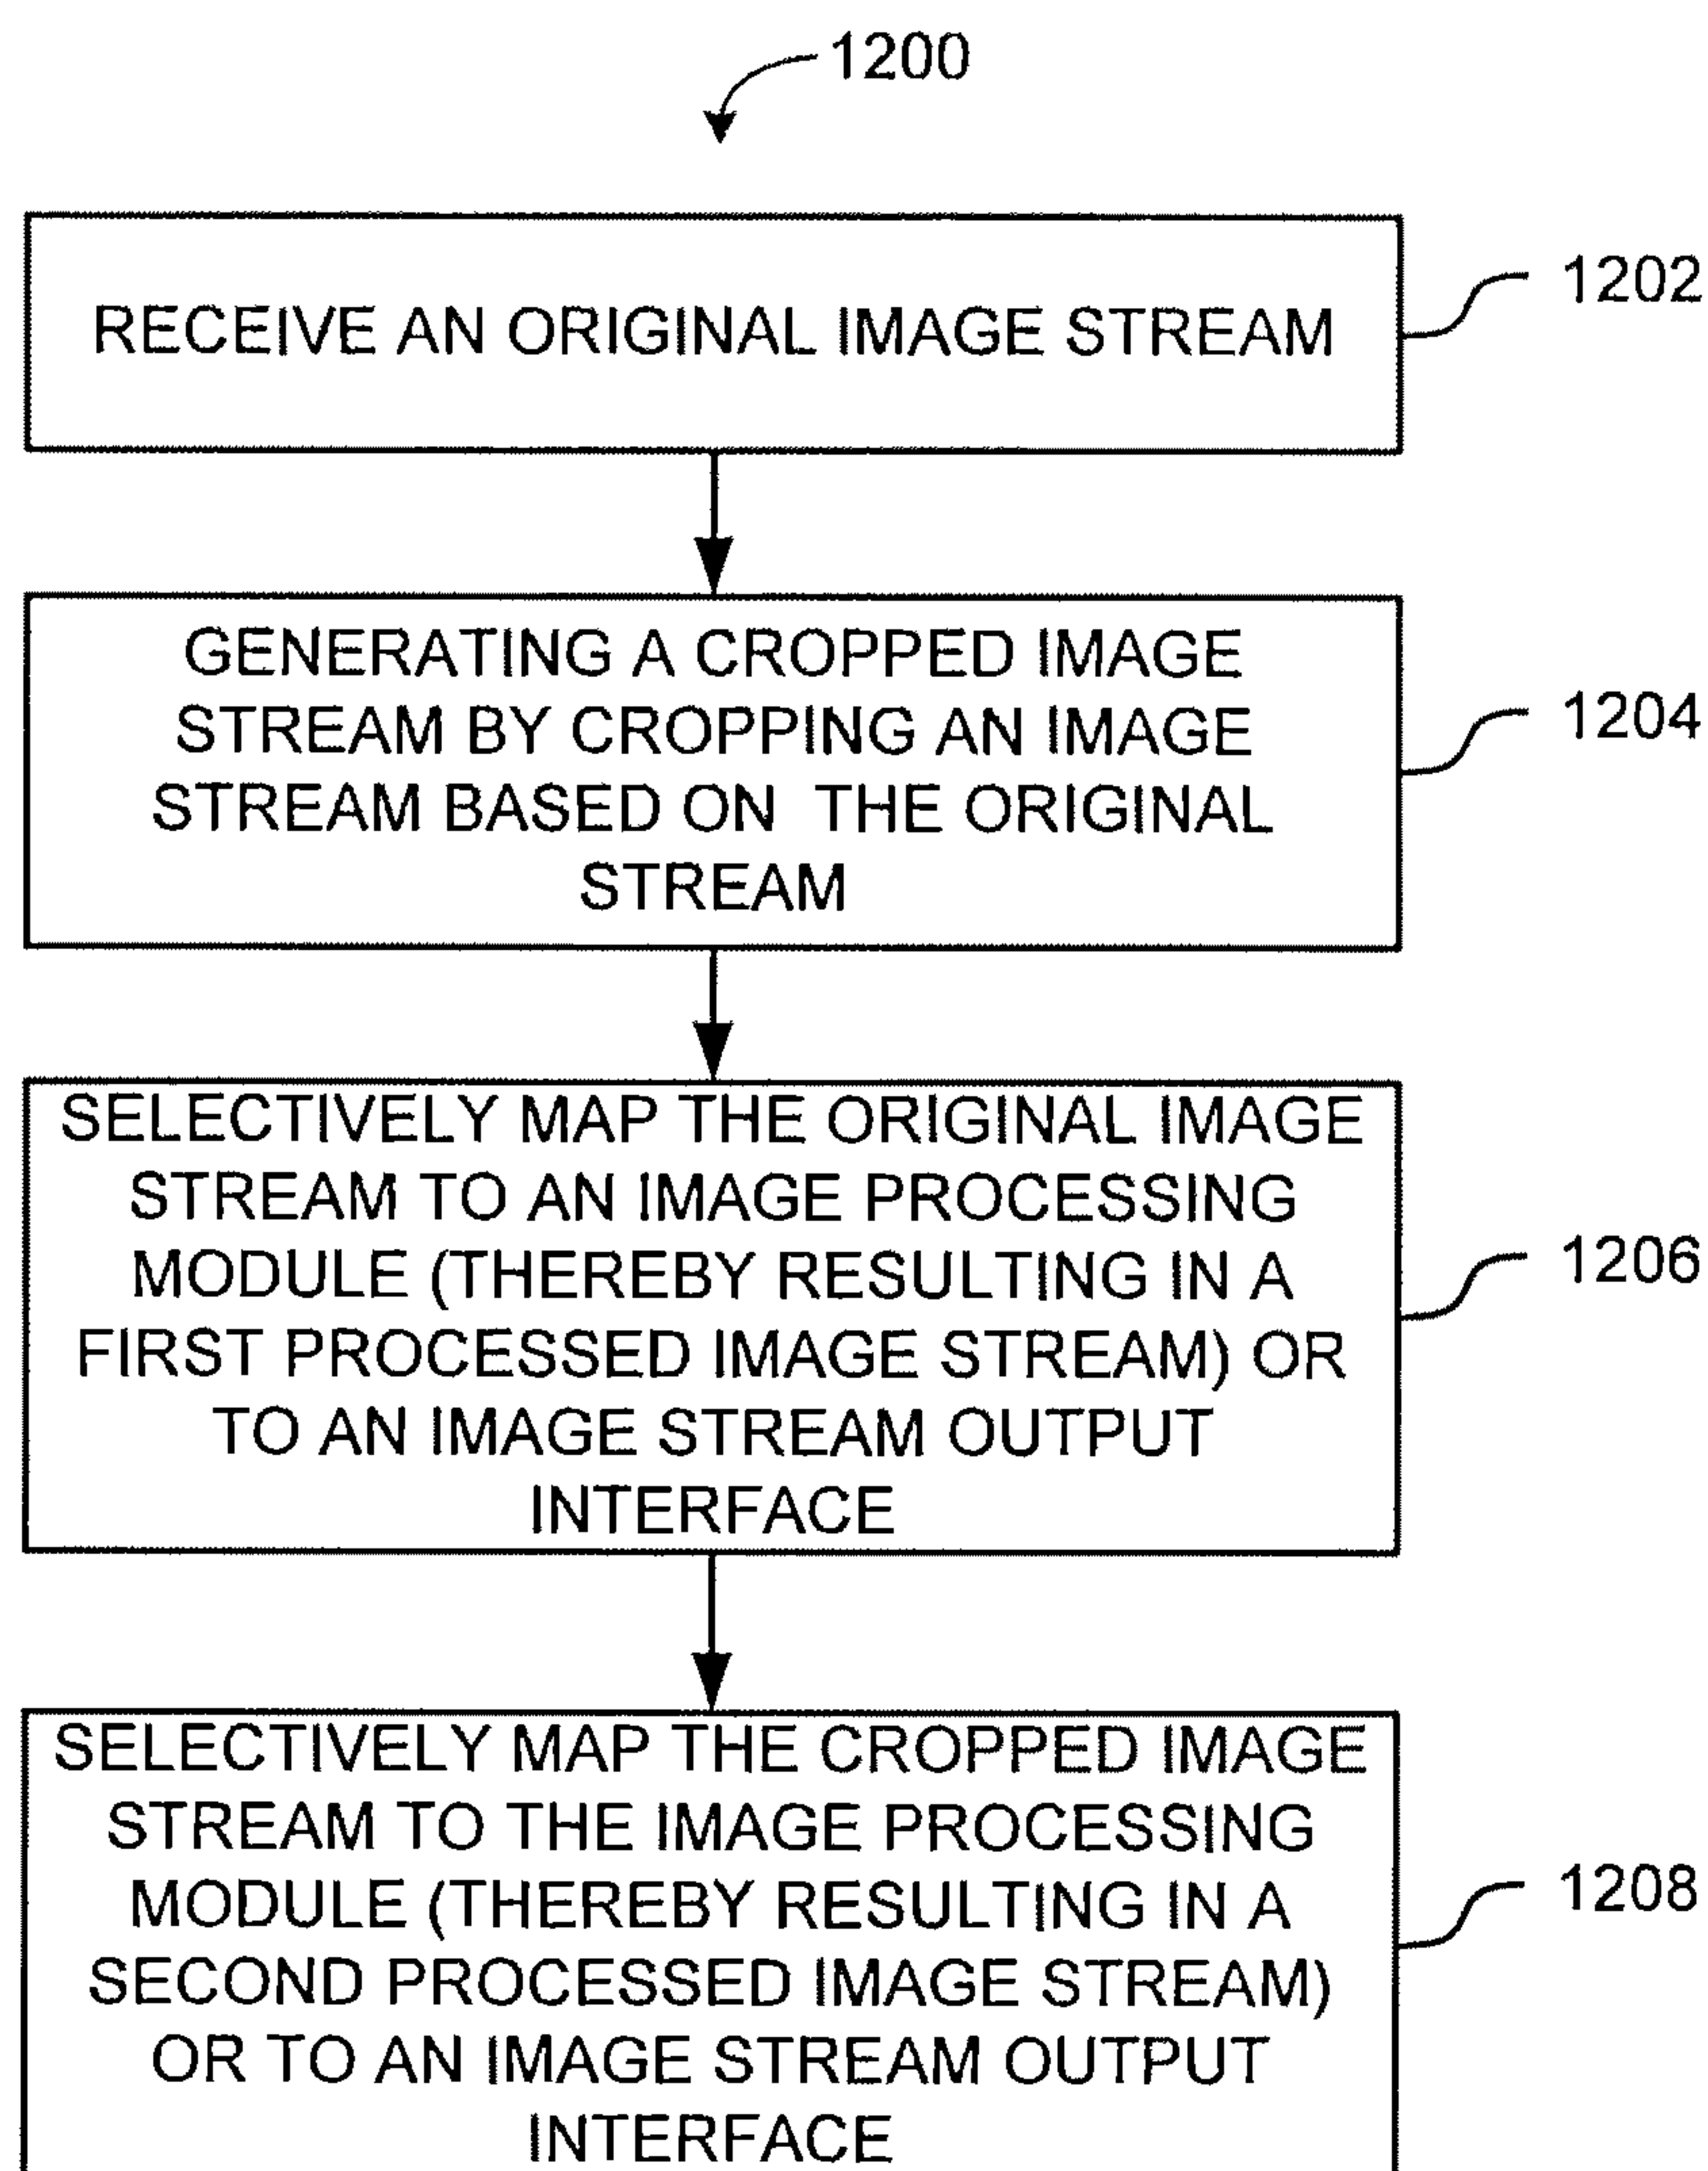 1200
RECEIVE AN ORIGINAL IMAGE STREAM
1202
GENERATING A CROPPED IMAGE
STREAM BY CROPPING AN IMAGE
STREAM BASED ON THE ORIGINAL
STREAM
1204
SELECTIVELY MAP THE ORIGINAL IMAGE
STREAM TO AN IMAGE PROCESSING
MODULE (THEREBY RESULTING IN A
FIRST PROCESSED IMAGE STREAM) OR
TO AN IMAGE STREAM OUTPUT
INTERFACE
1206
SELECTIVELY MAP THE CROPPED IMAGE
STREAM TO THE IMAGE PROCESSING
MODULE (THEREBY RESULTING IN A
SECOND PROCESSED IMAGE STREAM)
OR TO AN IMAGE STREAM OUTPUT
INTERFACE
1208